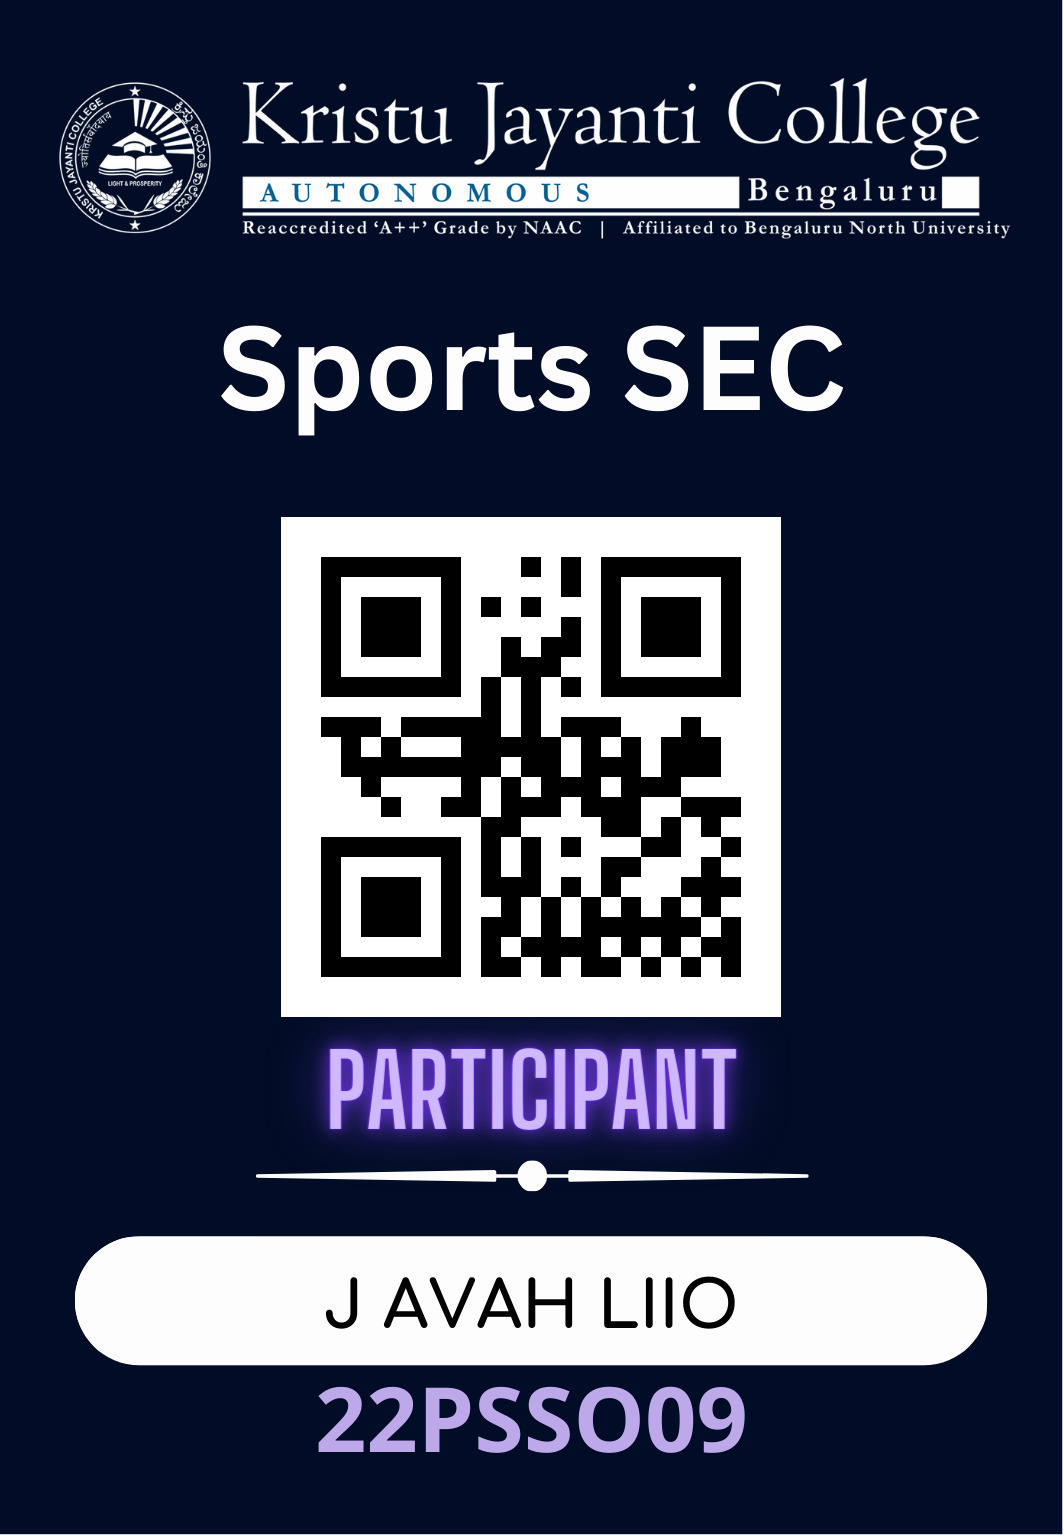 KRISTU JAYANTI COLLEGE
ಕ್ರಿಸ್ತು ಜಯಂತಿ ಕಾಲೇಜು
LIGHT & PROSPERITY
Kristu Jayanti College
AUTONOMOUS Bengaluru
Reaccredited ‘A++’ Grade by NAAC | Affiliated to Bengaluru North University
Sports SEC
PARTICIPANT
J AVAH LIIO
22PSSO09